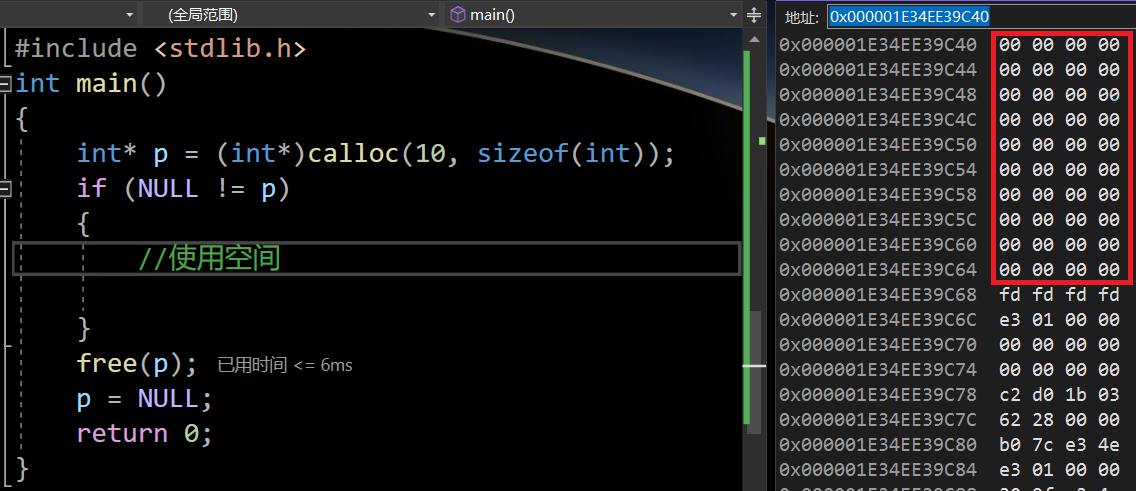 (全局范围) main()
#include <stdlib.h>
int main()
{
int* p = (int*)calloc(10, sizeof(int));
if (NULL != p)
{
//使用空间
}
free(p); 已用时间 <= 6ms
p = NULL;
return 0;
}
地址: 0x000001E34EE39C40
0x000001E34EE39C40 00 00 00 00
0x000001E34EE39C44 00 00 00 00
0x000001E34EE39C48 00 00 00 00
0x000001E34EE39C4C 00 00 00 00
0x000001E34EE39C50 00 00 00 00
0x000001E34EE39C54 00 00 00 00
0x000001E34EE39C58 00 00 00 00
0x000001E34EE39C5C 00 00 00 00
0x000001E34EE39C60 00 00 00 00
0x000001E34EE39C64 00 00 00 00
0x000001E34EE39C68 fd fd fd fd
0x000001E34EE39C6C e3 01 00 00
0x000001E34EE39C70 00 00 00 00
0x000001E34EE39C74 00 00 00 00
0x000001E34EE39C78 c2 d0 1b 03
0x000001E34EE39C7C 62 28 00 00
0x000001E34EE39C80 b0 7c e3 4e
0x000001E34EE39C84 e3 01 00 00